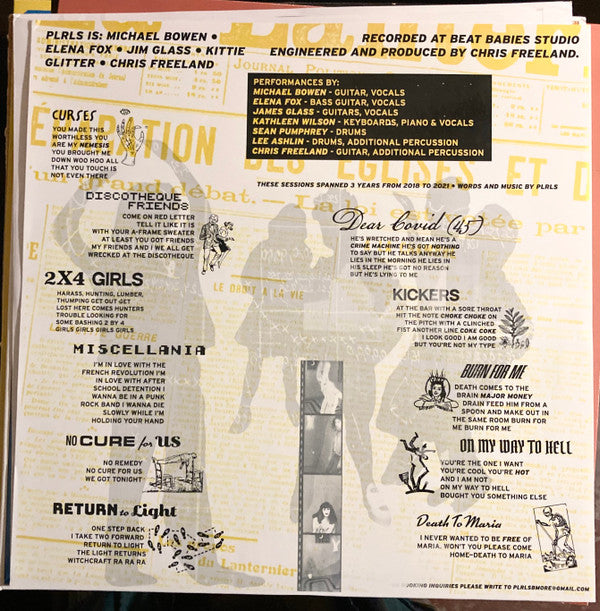 PLRLS IS: MICHAEL BOWEN •
ELENA FOX • JIM GLASS • KITTIE
GLITTER • CHRIS FREELAND
RECORDED AT BEAT BABIES STUDIO
ENGINEERED AND PRODUCED BY CHRIS FREELAND.
JOURNAL
PERFORMANCES BY:
MICHAEL BOWEN - GUITAR, VOCALS
ELENA FOX - BASS GUITAR, VOCALS
JAMES GLASS - GUITARS, VOCALS
KATHLEEN WILSON - KEYBOARDS, PIANO & VOCALS
SEAN PUMPHREY - DRUMS
LEE ASHLIN - DRUMS, ADDITIONAL PERCUSSION
CHRIS FREELAND - GUITAR, ADDITIONAL PERCUSSION
THESE SESSIONS SPANNED 3 YEARS FROM 2018 TO 2021 • WORDS AND MUSIC BY PLRLS
DES EGLISES ET D
un grand débat. — La loi
CURSES
YOU MADE THIS
WORTHLESS YOU
ARE MY NEMESIS
YOU BROUGHT ME
DOWN WOO HOO ALL
THAT YOU TOUCH IS
NOT EVEN THERE
DISCOTHEQUE
FRIENDS
COME ON RED LETTER
TELL IT LIKE IT IS
WITH YOUR A-FRAME SWEATER
AT LEAST YOU GOT FRIENDS
MY FRIENDS AND I WE ALL GET
WRECKED AT THE DISCOTHEQUE
2X4 GIRLS
HARASS, HUNTING, LUMBER,
THUMPING GET OUT GET
LOST HERE COMES HUNTERS
TROUBLE LOOKING FOR
SOME BASHING 2 BY 4
GIRLS GIRLS GIRLS GIRLS
LE DROIT A LA VIE
GUERRE
MISCELLANIA
I'M IN LOVE WITH THE
FRENCH REVOLUTION I'M
IN LOVE WITH AFTER
SCHOOL DETENTION I
WANNA BE IN A PUNK
ROCK BAND I WANNA DIE
SLOWLY WHILE I'M
HOLDING YOUR HAND
NO CURE for US
NO REMEDY
NO CURE FOR US
WE GOT TONIGHT
RETURN to Light
ONE STEP BACK
I TAKE TWO FORWARD
RETURN TO LIGHT
THE LIGHT RETURNS
WITCHCRAFT RA RA RA
du Lanternier
Dear Covid (45)
HE'S WRETCHED AND MEAN HE'S A
CRIME MACHINE HE'S GOT NOTHING
TO SAY BUT HE TALKS ANYWAY HE
LIES IN THE MORNING HE LIES IN
HIS SLEEP HE'S GOT NO REASON
BUT HE'S LYING TO ME
KICKERS
AT THE BAR WITH A SORE THROAT
HIT THE NOTE CHOKE CHOKE ON
THE PITCH WITH A CLINCHED
FIST ANOTHER LINE COKE COKE
I LOOK GOOD I AM GOOD
BUT YOU'RE NOT MY TYPE
BURN FOR ME
DEATH COMES TO THE
BRAIN MAJOR MONEY
DRAIN FEED HIM FROM A
SPOON AND MAKE OUT IN
THE SAME ROOM BURN FOR
ME BURN FOR ME
ON MY WAY TO HELL
YOU'RE THE ONE I WANT
YOU'RE COOL YOU'RE HOT
AND I AM NOT
ON MY WAY TO HELL
BOUGHT YOU SOMETHING ELSE
Death To Maria
I NEVER WANTED TO BE FREE OF
MARIA. WON'T YOU PLEASE COME
HOME-DEATH TO MARIA
OKING INQUIRIES PLEASE WRITE TO PLRLSBMORE@GMAIL.COM